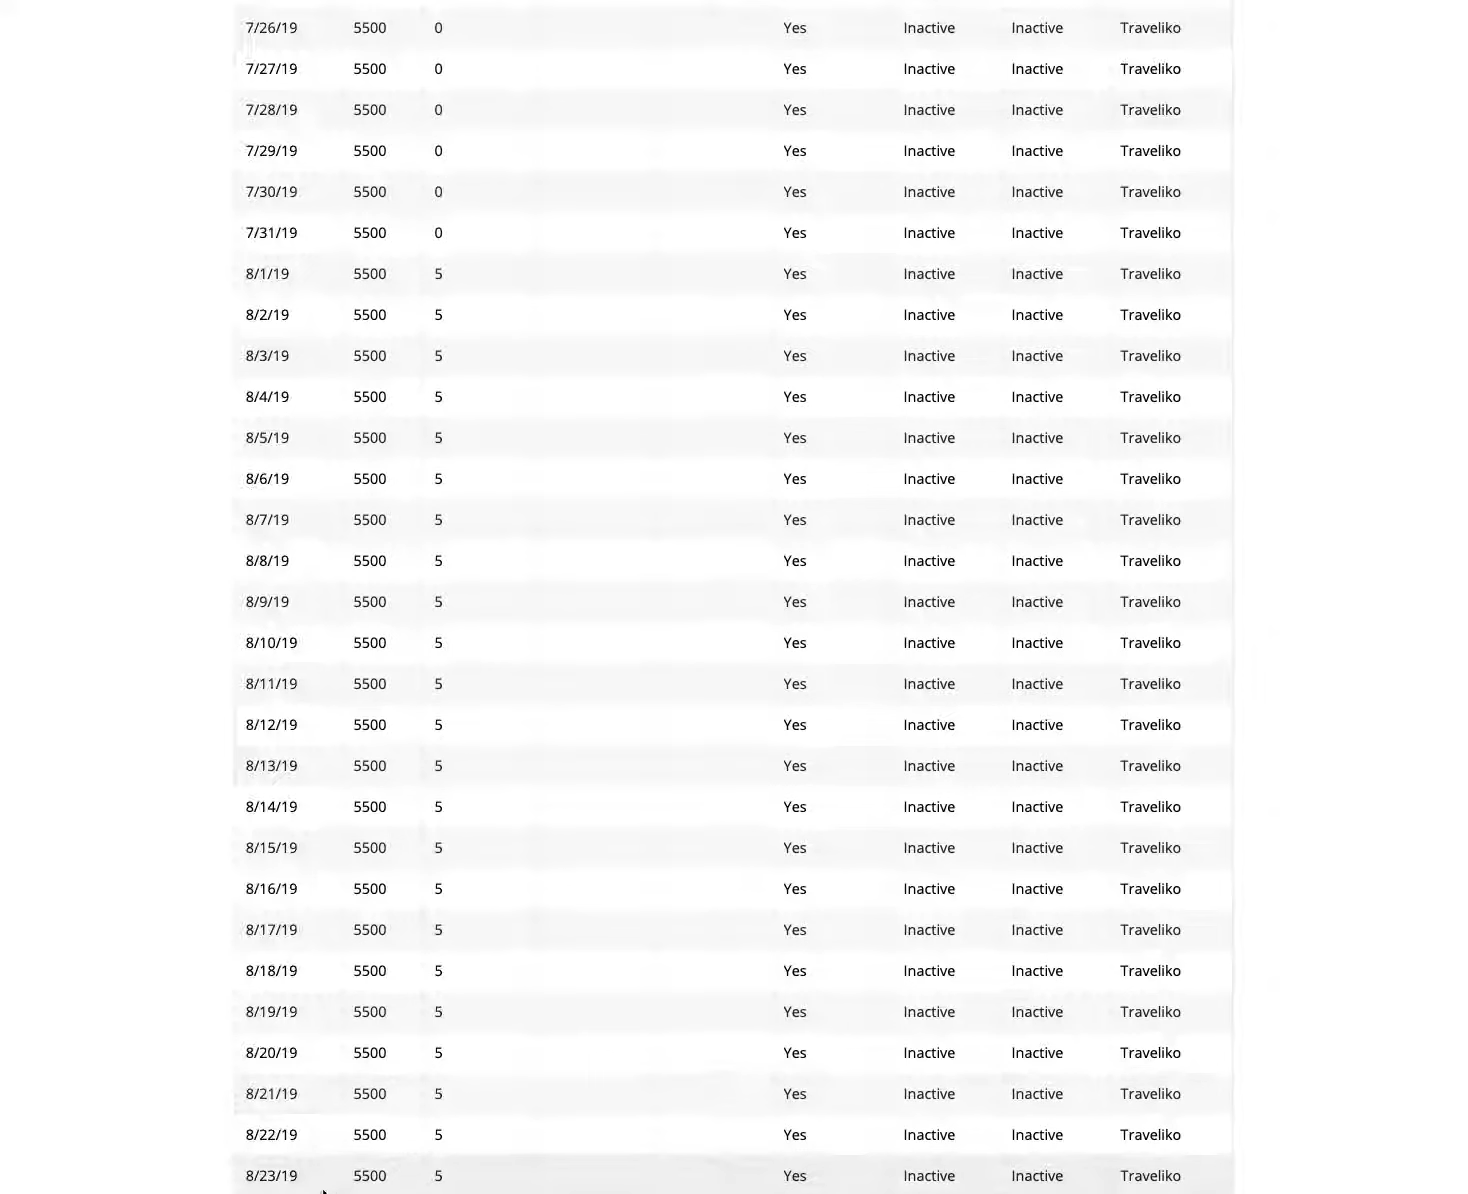 7/26/19 5500 0 Yes Inactive Inactive Traveliko
7/27/19 5500 0 Yes Inactive Inactive Traveliko
7/28/19 5500 0 Yes Inactive Inactive Traveliko
7/29/19 5500 0 Yes Inactive Inactive Traveliko
7/30/19 5500 0 Yes Inactive Inactive Traveliko
7/31/19 5500 0 Yes Inactive Inactive Traveliko
8/1/19 5500 5 Yes Inactive Inactive Traveliko
8/2/19 5500 5 Yes Inactive Inactive Traveliko
8/3/19 5500 5 Yes Inactive Inactive Traveliko
8/4/19 5500 5 Yes Inactive Inactive Traveliko
8/5/19 5500 5 Yes Inactive Inactive Traveliko
8/6/19 5500 5 Yes Inactive Inactive Traveliko
8/7/19 5500 5 Yes Inactive Inactive Traveliko
8/8/19 5500 5 Yes Inactive Inactive Traveliko
8/9/19 5500 5 Yes Inactive Inactive Traveliko
8/10/19 5500 5 Yes Inactive Inactive Traveliko
8/11/19 5500 5 Yes Inactive Inactive Traveliko
8/12/19 5500 5 Yes Inactive Inactive Traveliko
8/13/19 5500 5 Yes Inactive Inactive Traveliko
8/14/19 5500 5 Yes Inactive Inactive Traveliko
8/15/19 5500 5 Yes Inactive Inactive Traveliko
8/16/19 5500 5 Yes Inactive Inactive Traveliko
8/17/19 5500 5 Yes Inactive Inactive Traveliko
8/18/19 5500 5 Yes Inactive Inactive Traveliko
8/19/19 5500 5 Yes Inactive Inactive Traveliko
8/20/19 5500 5 Yes Inactive Inactive Traveliko
8/21/19 5500 5 Yes Inactive Inactive Traveliko
8/22/19 5500 5 Yes Inactive Inactive Traveliko
8/23/19 5500 5 Yes Inactive Inactive Traveliko